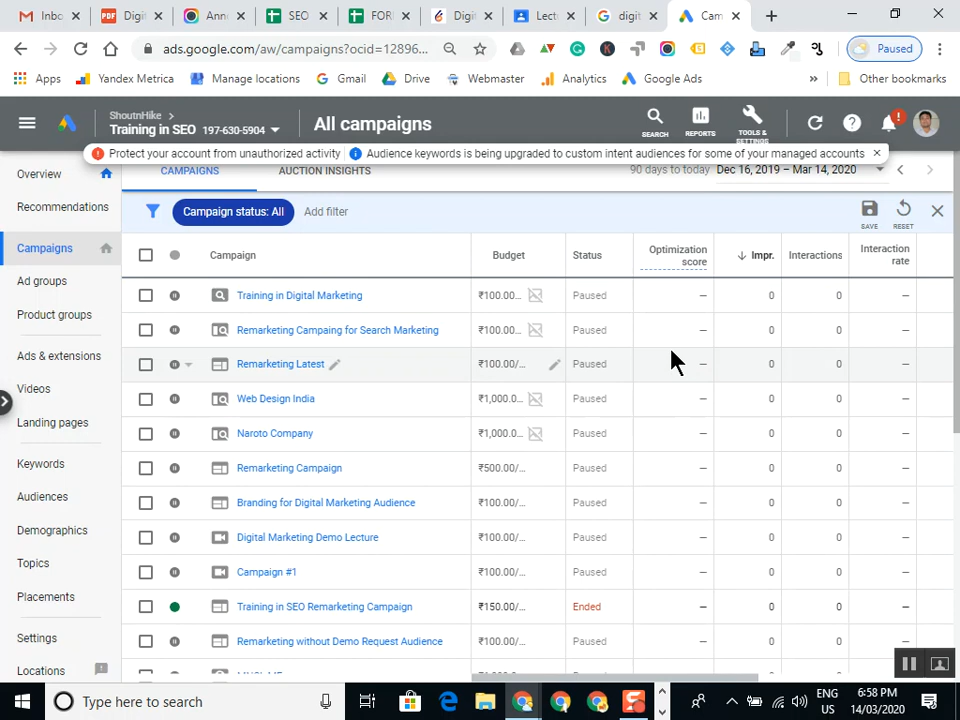 Inbo
Digit
Ann
SEO
FOR
Digit
Lect
digit
Cam
ads.google.com/aw/campaigns?ocid=12896...
Paused
Apps
Yandex Metrica
Manage locations
Gmail
Drive
Webmaster
Analytics
Google Ads
Other bookmarks
ShoutnHike
Training in SEO 197-630-5904
All campaigns
SEARCH
REPORTS
TOOLS & SETTINGS
Protect your account from unauthorized activity
Audience keywords is being upgraded to custom intent audiences for some of your managed accounts
CAMPAIGNS
AUCTION INSIGHTS
90 days to today
Dec 16, 2019 – Mar 14, 2020
Campaign status: All
Add filter
SAVE
RESET
Overview
Recommendations
Campaigns
Ad groups
Product groups
Ads & extensions
Videos
Landing pages
Keywords
Audiences
Demographics
Topics
Placements
Settings
Locations
Campaign Budget Status Optimization score Impr. Interactions Interaction rate
Training in Digital Marketing ₹100.00... Paused – 0 0 –
Remarketing Campaing for Search Marketing ₹100.00... Paused – 0 0 –
Remarketing Latest ₹100.00/... Paused – 0 0 –
Web Design India ₹1,000.0... Paused – 0 0 –
Naroto Company ₹1,000.0... Paused – 0 0 –
Remarketing Campaign ₹500.00/... Paused – 0 0 –
Branding for Digital Marketing Audience ₹100.00/... Paused – 0 0 –
Digital Marketing Demo Lecture ₹100.00/... Paused – 0 0 –
Campaign #1 ₹100.00/... Paused – 0 0 –
Training in SEO Remarketing Campaign ₹150.00/... Ended – 0 0 –
Remarketing without Demo Request Audience ₹100.00/... Paused – 0 0 –
Type here to search
ENG
US
6:58 PM
14/03/2020